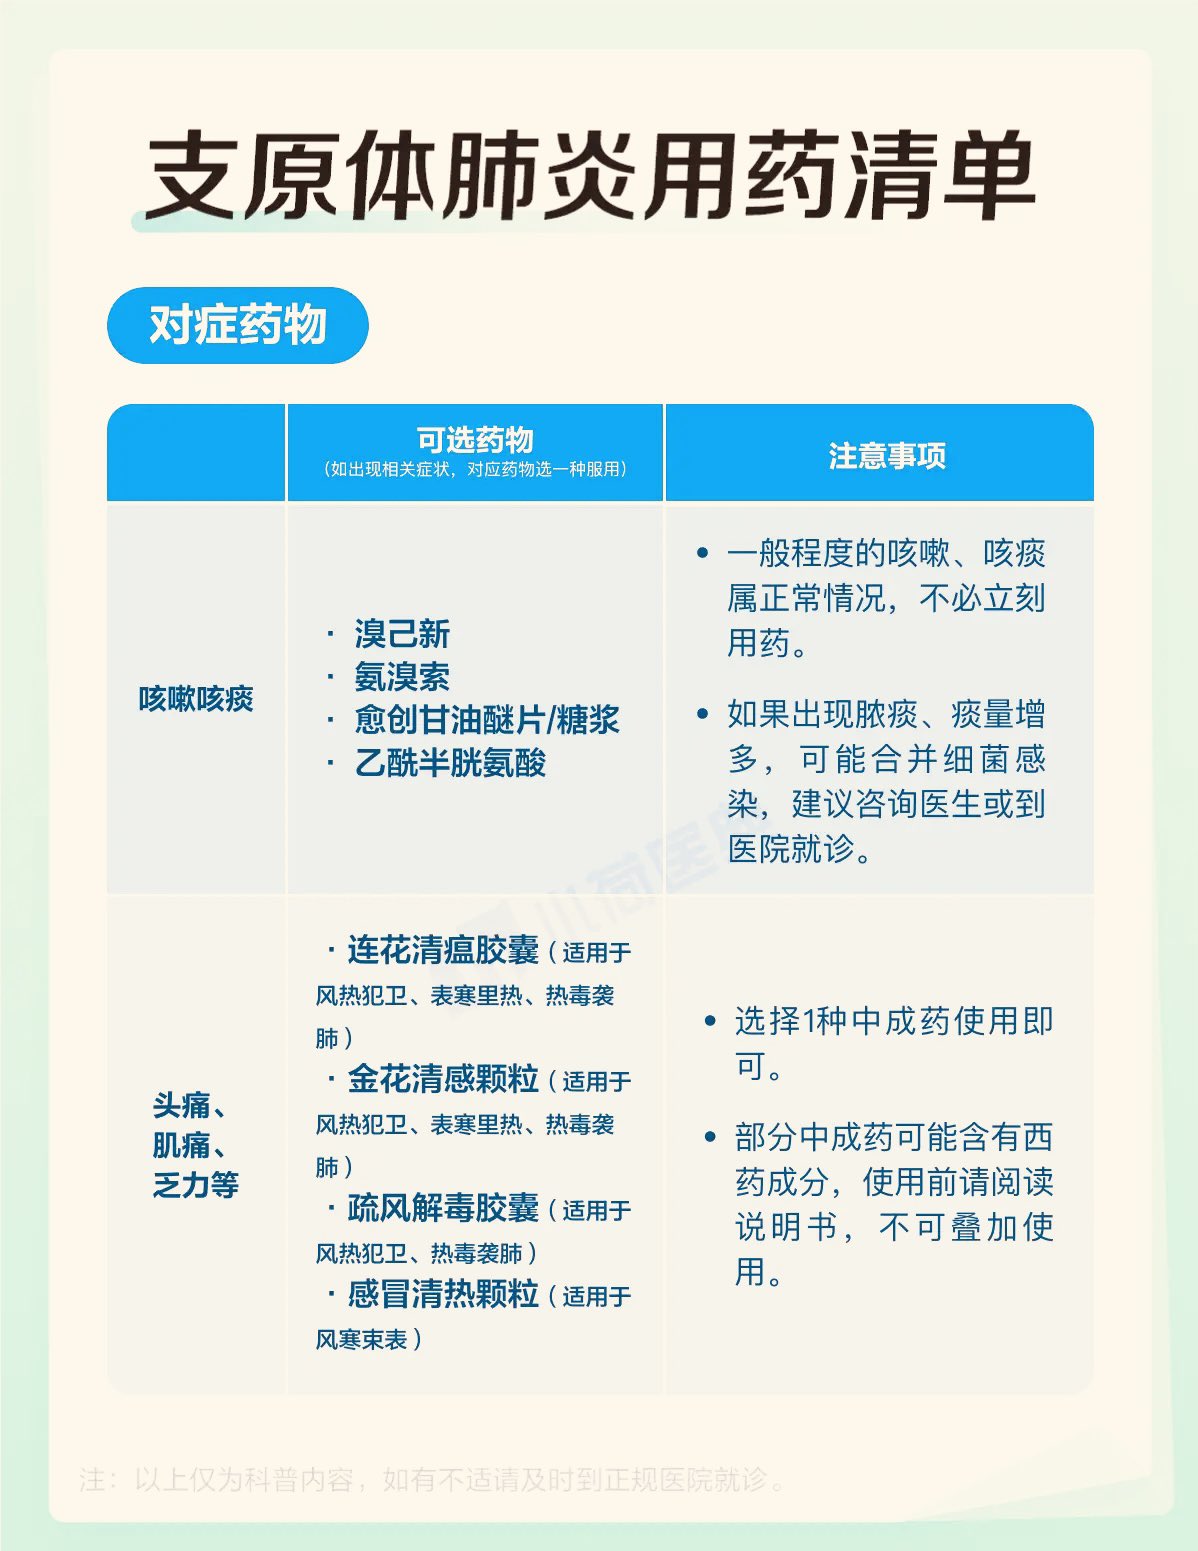 支原体肺炎用药清单
对症药物
可选药物
（如出现相关症状，对应药物选一种服用）
注意事项
咳嗽咳痰
· 溴己新
· 氨溴索
· 愈创甘油醚片/糖浆
· 乙酰半胱氨酸
• 一般程度的咳嗽、咳痰
属正常情况，不必立刻
用药。
• 如果出现脓痰、痰量增
多，可能合并细菌感
染，建议咨询医生或到
医院就诊。
头痛、
肌痛、
乏力等
· 连花清瘟胶囊（适用于
风热犯卫、表寒里热、热毒袭
肺）
· 金花清感颗粒（适用于
风热犯卫、表寒里热、热毒袭
肺）
· 疏风解毒胶囊（适用于
风热犯卫、热毒袭肺）
· 感冒清热颗粒（适用于
风寒束表）
• 选择1种中成药使用即
可。
• 部分中成药可能含有西
药成分，使用前请阅读
说明书，不可叠加使
用。
小荷医典
注：以上仅为科普内容，如有不适请及时到正规医院就诊。